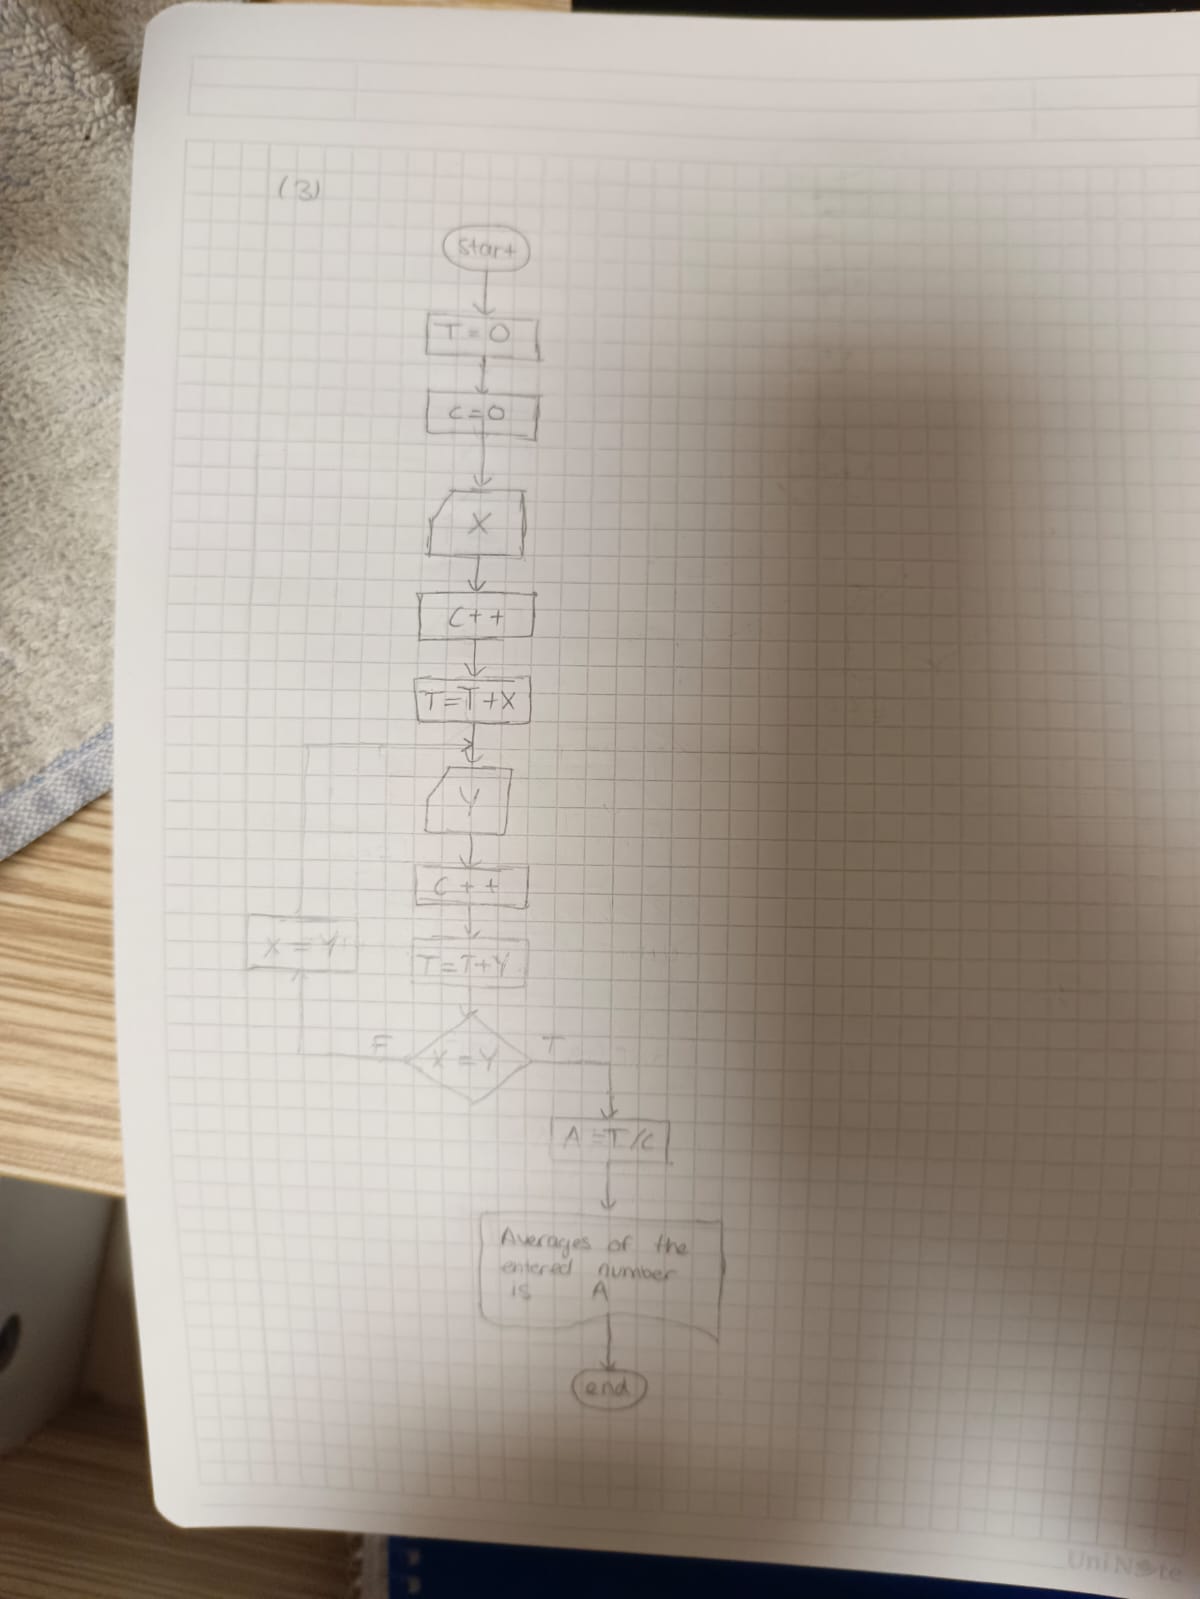 (3)
start
T=0
C=0
X
C++
T=T+X
Y
C++
X=Y
T=T+Y
F
X=Y
T
A=T/C
Averages of the
entered number
is A
end
UniNote